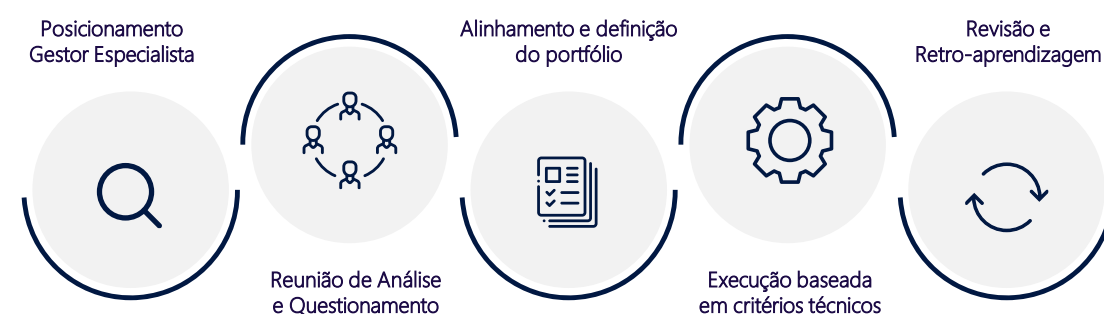 Posicionamento
Gestor Especialista
Reunião de Análise
e Questionamento
Alinhamento e definição
do portfólio
Execução baseada
em critérios técnicos
Revisão e
Retro-aprendizagem